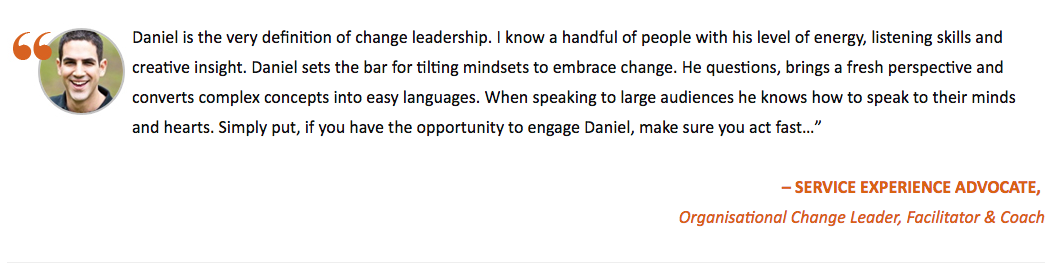 “Daniel is the very definition of change leadership. I know a handful of people with his level of energy, listening skills and
creative insight. Daniel sets the bar for tilting mindsets to embrace change. He questions, brings a fresh perspective and
converts complex concepts into easy languages. When speaking to large audiences he knows how to speak to their minds
and hearts. Simply put, if you have the opportunity to engage Daniel, make sure you act fast…”
– SERVICE EXPERIENCE ADVOCATE,
Organisational Change Leader, Facilitator & Coach